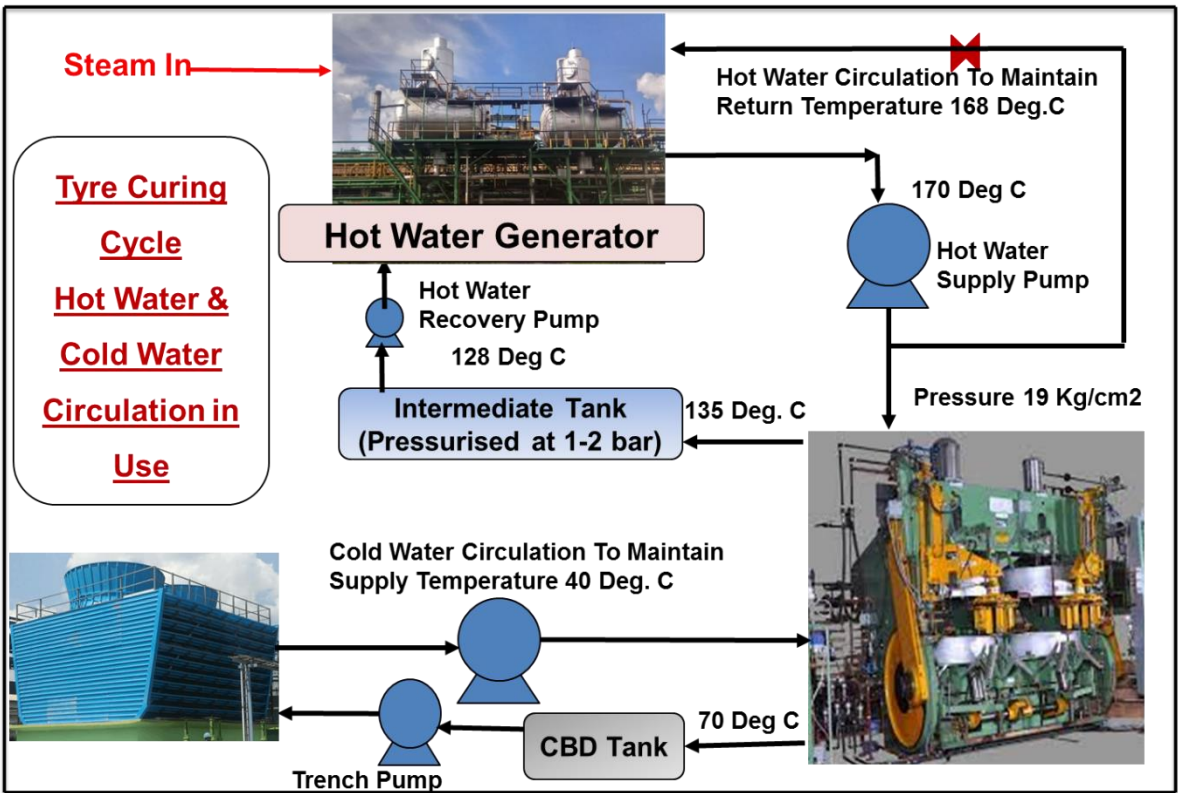 Steam In
Hot Water Circulation To Maintain
Return Temperature 168 Deg.C
Tyre Curing
Cycle
Hot Water &
Cold Water
Circulation in
Use
170 Deg C
Hot Water Generator
Hot Water
Supply Pump
Hot Water
Recovery Pump
128 Deg C
Pressure 19 Kg/cm2
Intermediate Tank
(Pressurised at 1-2 bar)
135 Deg. C
Cold Water Circulation To Maintain
Supply Temperature 40 Deg. C
70 Deg C
CBD Tank
Trench Pump